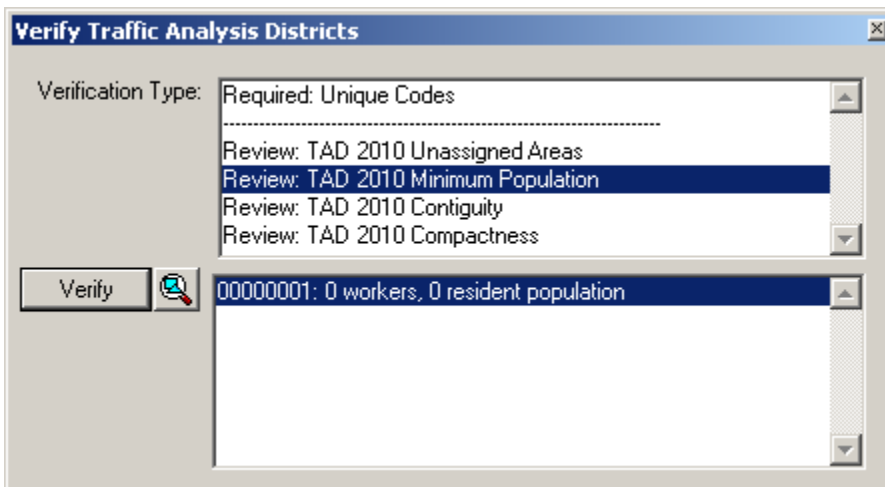 Verify Traffic Analysis Districts
Verification Type:
Required: Unique Codes
------------------------------------------------------------------------
Review: TAD 2010 Unassigned Areas
Review: TAD 2010 Minimum Population
Review: TAD 2010 Contiguity
Review: TAD 2010 Compactness
Verify
00000001: 0 workers, 0 resident population